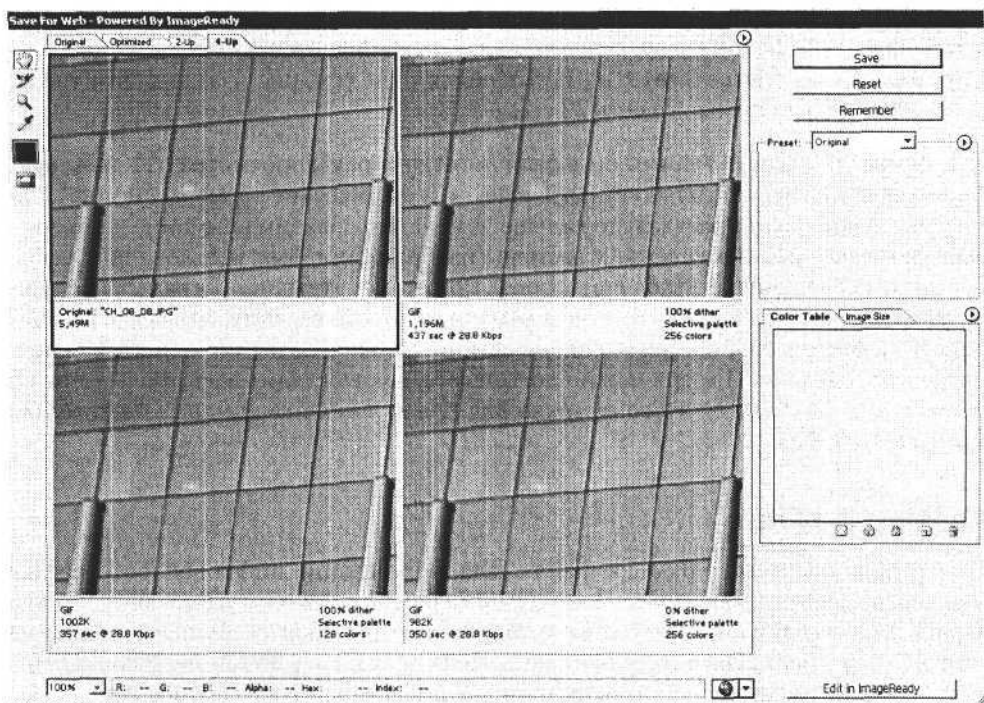 Save For Web - Powered By ImageReady
Original Optimized 2-Up 4-Up
Save
Reset
Remember
Preset: Original
Original: "CH_08_08.JPG"
5,49M
GIF
1,196M
437 sec @ 28.8 Kbps
100% dither
Selective palette
256 colors
Color Table Image Size
GIF
1002K
357 sec @ 28.8 Kbps
100% dither
Selective palette
128 colors
GIF
982K
350 sec @ 28.8 Kbps
0% dither
Selective palette
256 colors
100% R: -- G: -- B: -- Alpha: -- Hex: -- Index: --
Edit in ImageReady